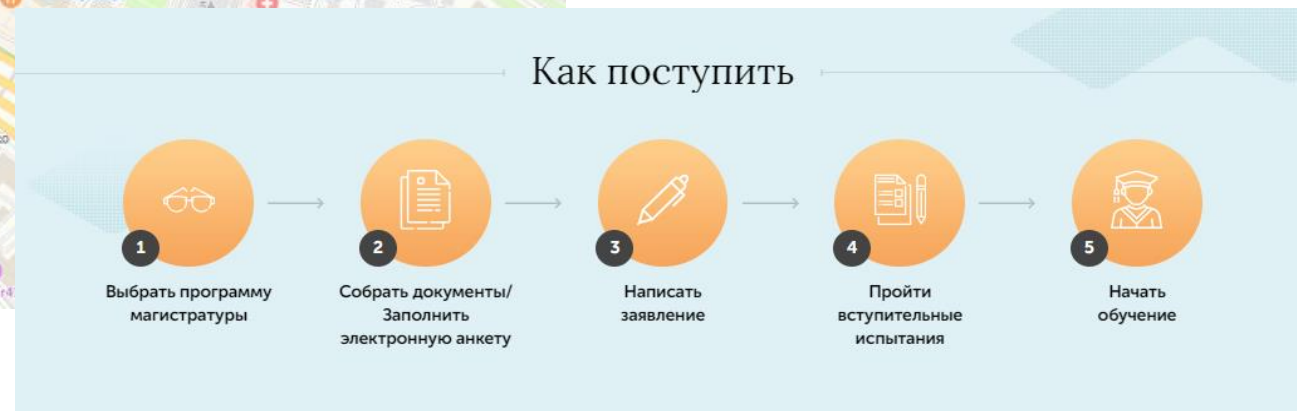 Как поступить
1
Выбрать программу
магистратуры
2
Собрать документы/
Заполнить
электронную анкету
3
Написать
заявление
4
Пройти
вступительные
испытания
5
Начать
обучение